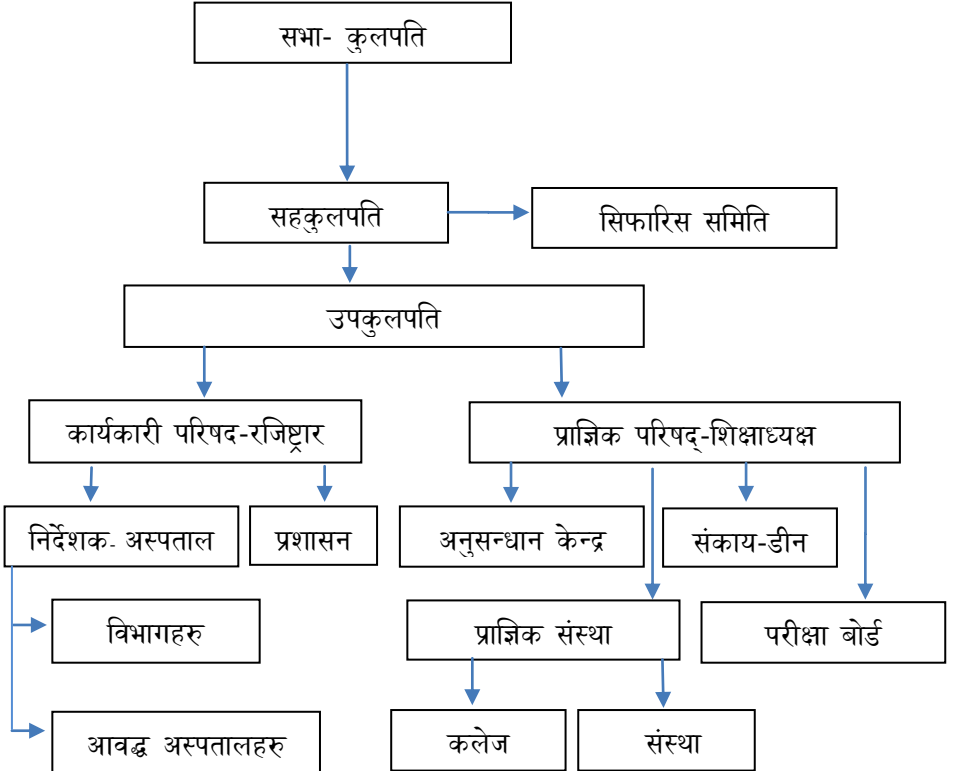 सभा- कुलपति
सहकुलपति
सिफारिस समिति
उपकुलपति
कार्यकारी परिषद-रजिष्ट्रार
प्राज्ञिक परिषद्-शिक्षाध्यक्ष
निर्देशक- अस्पताल
प्रशासन
अनुसन्धान केन्द्र
संकाय-डीन
विभागहरु
प्राज्ञिक संस्था
परीक्षा बोर्ड
आवद्ध अस्पतालहरु
कलेज
संस्था